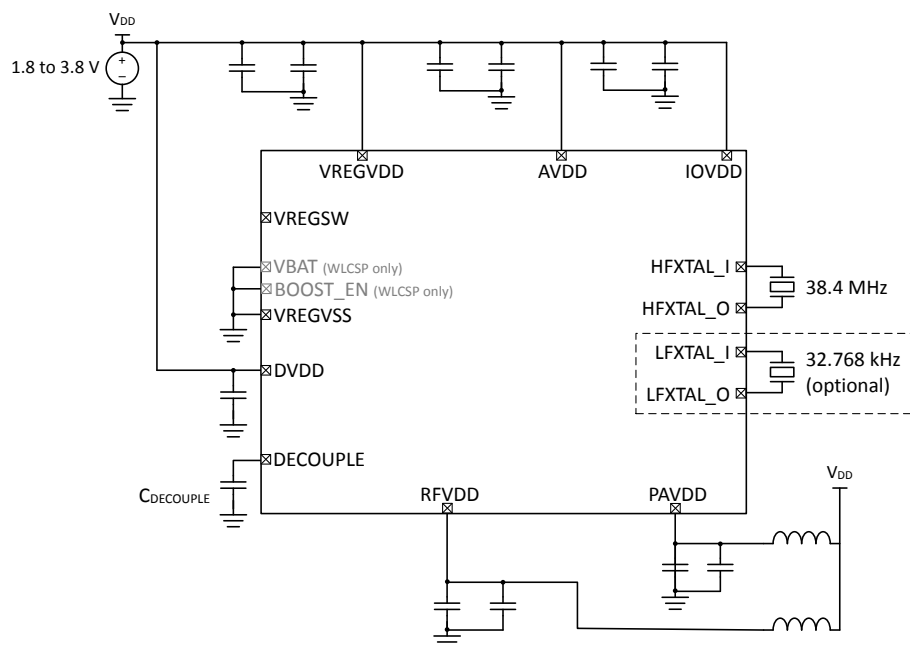 VDD
1.8 to 3.8 V
+
−
VREGVDD
AVDD
IOVDD
VREGSW
VBAT (WLCSP only)
BOOST_EN (WLCSP only)
VREGVSS
HFXTAL_I
38.4 MHz
HFXTAL_O
LFXTAL_I
32.768 kHz
(optional)
LFXTAL_O
DVDD
DECOUPLE
CDECOUPLE
RFVDD
PAVDD
VDD